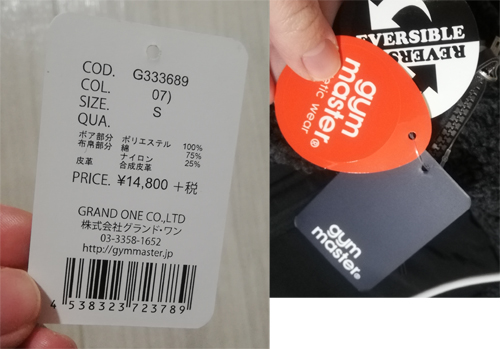 COD. G333689
COL. 07)
SIZE. S
QUA.
ボア部分 ポリエステル 100%
布帛部分 綿 75%
ナイロン 25%
皮革 合成皮革
PRICE. ¥14,800 +税
GRAND ONE CO.,LTD
株式会社グランド・ワン
03-3358-1652
http://gymmaster.jp/
4 538323 723789
gym
master®
etic wear
REVERSIBLE
REVERS
gym
master®